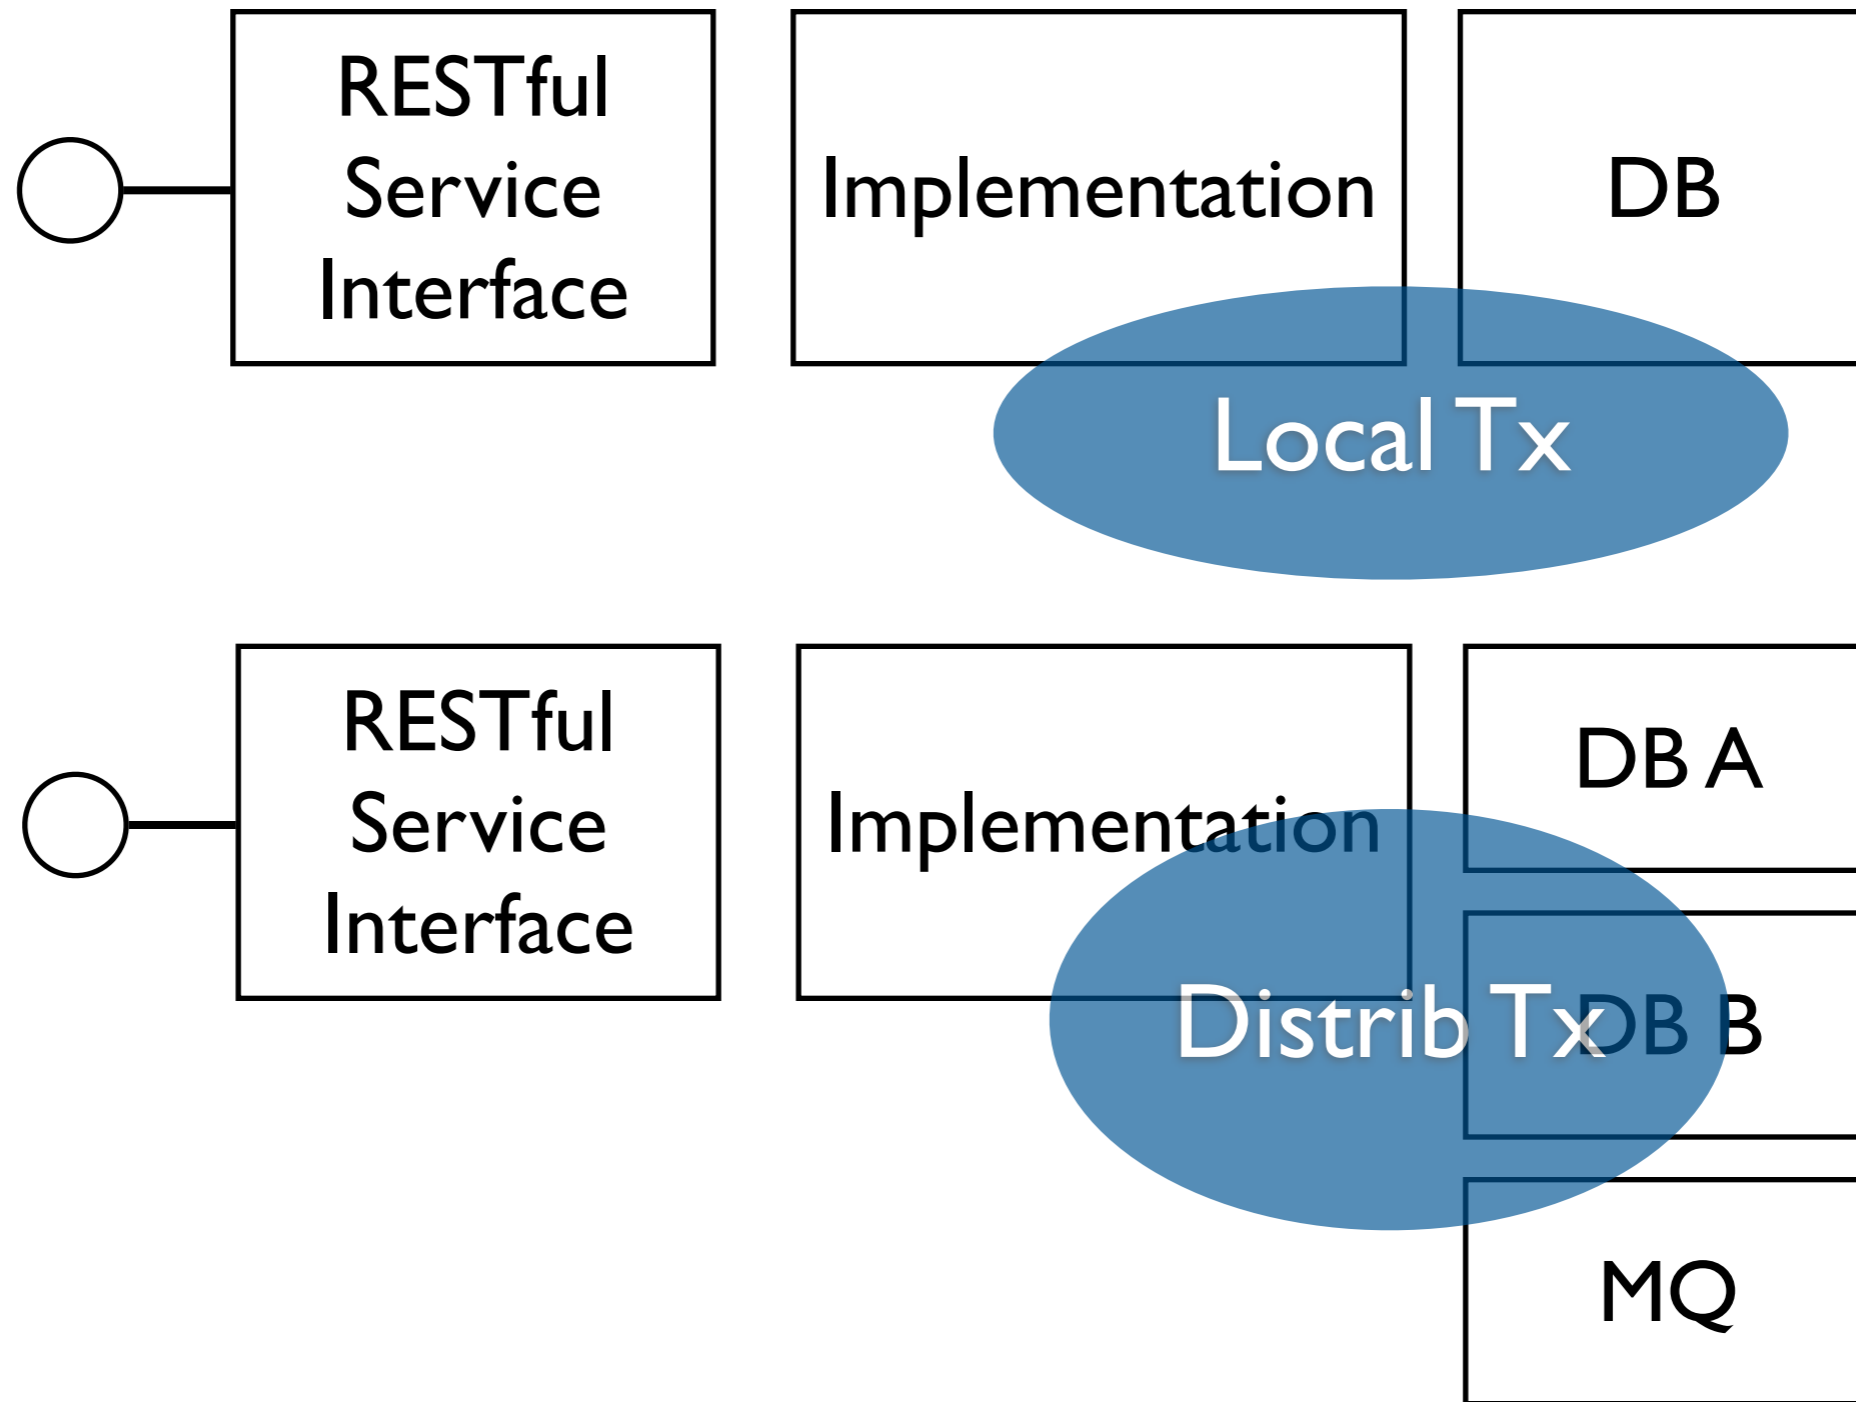 RESTful
Service
Interface
Implementation
DB
Local Tx
RESTful
Service
Interface
Implementation
DB A
Distrib Tx
DB B
MQ